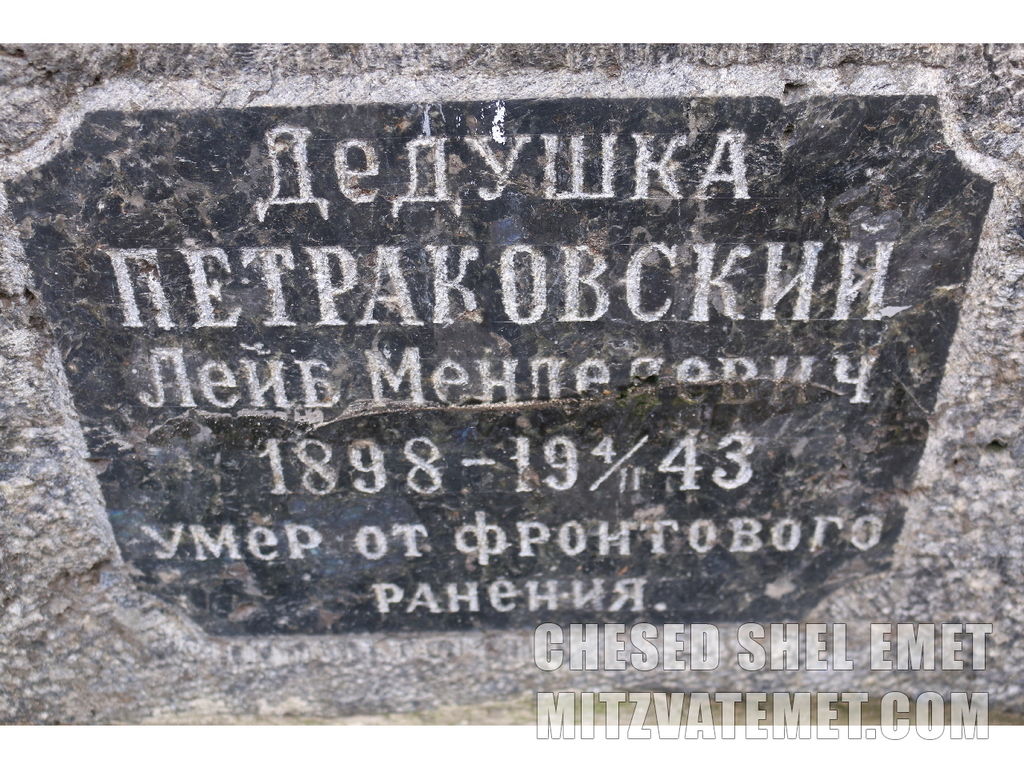 Дедушка
ПЕТРАКОВСКИЙ
Лейб Менделевич
1898-19 4/II 43
умер от фронтового
ранения.
CHESED SHEL EMET
MITZVATEMET.COM